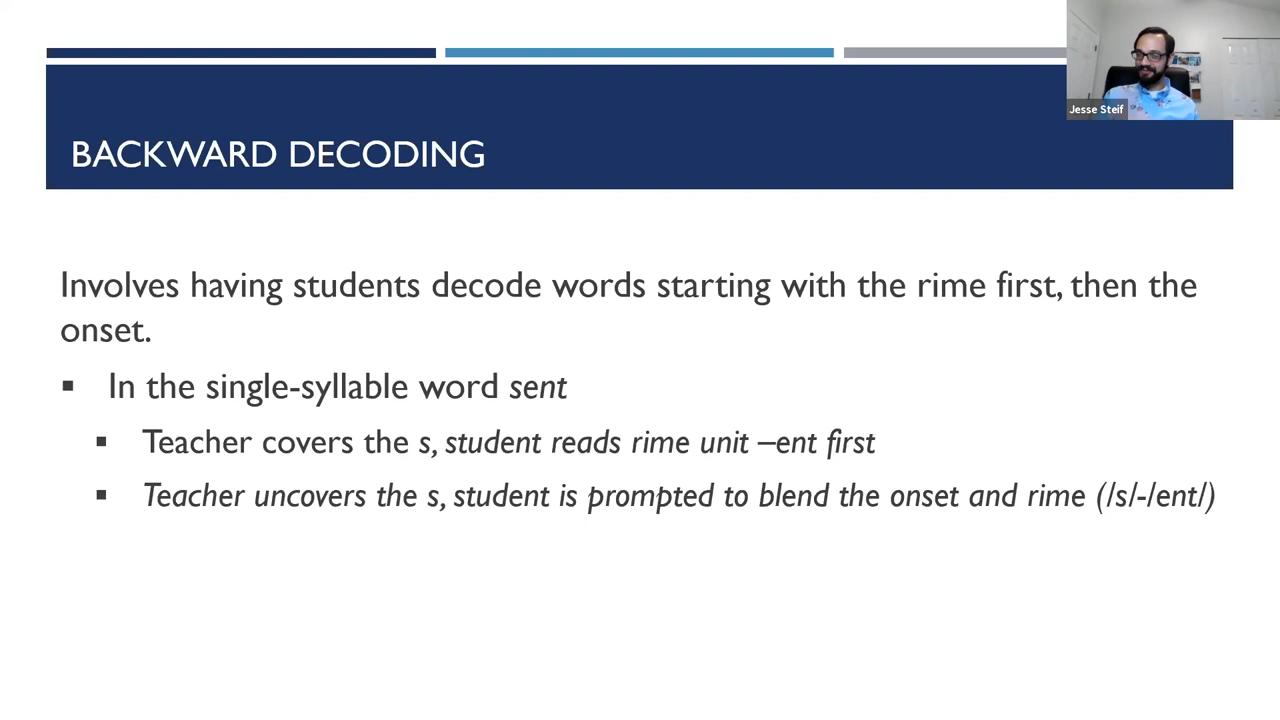 Jesse Steif
BACKWARD DECODING
Involves having students decode words starting with the rime first, then the
onset.
▪ In the single-syllable word sent
▪ Teacher covers the s, student reads rime unit –ent first
▪ Teacher uncovers the s, student is prompted to blend the onset and rime (/s/-/ent/)